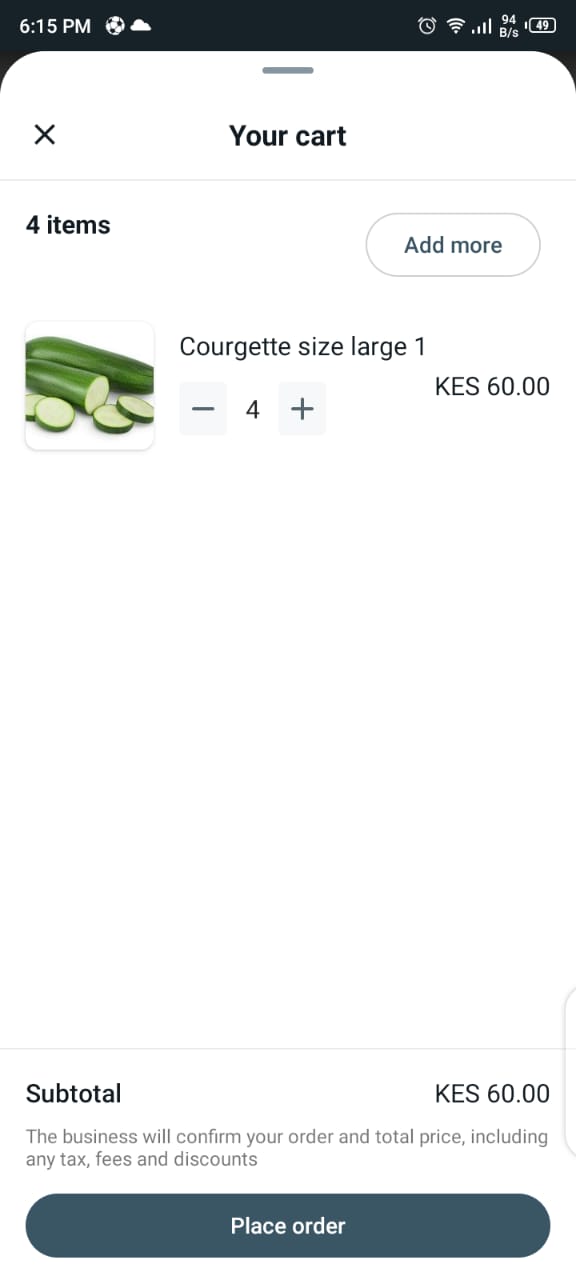 6:15 PM
94 B/s
49
Your cart
4 items
Add more
Courgette size large 1
KES 60.00
4
Subtotal
KES 60.00
The business will confirm your order and total price, including
any tax, fees and discounts
Place order